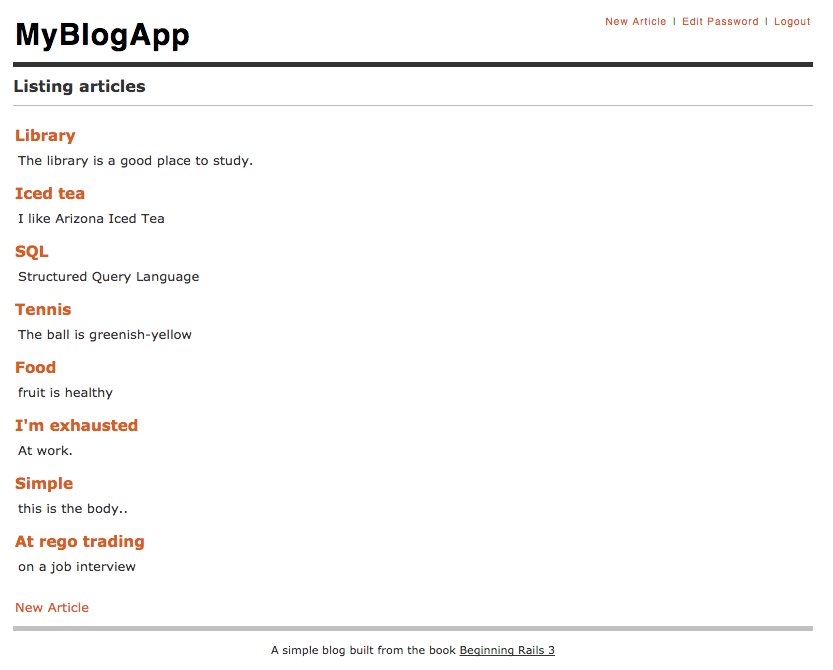 MyBlogApp
New Article | Edit Password | Logout
Listing articles
Library
The library is a good place to study.
Iced tea
I like Arizona Iced Tea
SQL
Structured Query Language
Tennis
The ball is greenish-yellow
Food
fruit is healthy
I'm exhausted
At work.
Simple
this is the body..
At rego trading
on a job interview
New Article
A simple blog built from the book Beginning Rails 3